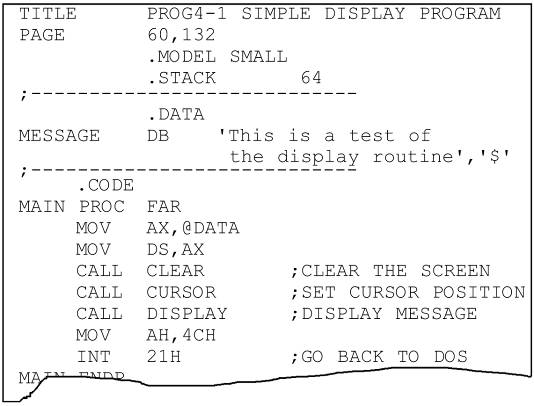 TITLE PROG4-1 SIMPLE DISPLAY PROGRAM
PAGE 60,132
.MODEL SMALL
.STACK 64
;----------------------------
.DATA
MESSAGE DB 'This is a test of
the display routine','$'
;----------------------------
.CODE
MAIN PROC FAR
MOV AX,@DATA
MOV DS,AX
CALL CLEAR ;CLEAR THE SCREEN
CALL CURSOR ;SET CURSOR POSITION
CALL DISPLAY ;DISPLAY MESSAGE
MOV AH,4CH
INT 21H ;GO BACK TO DOS
MAIN ENDP